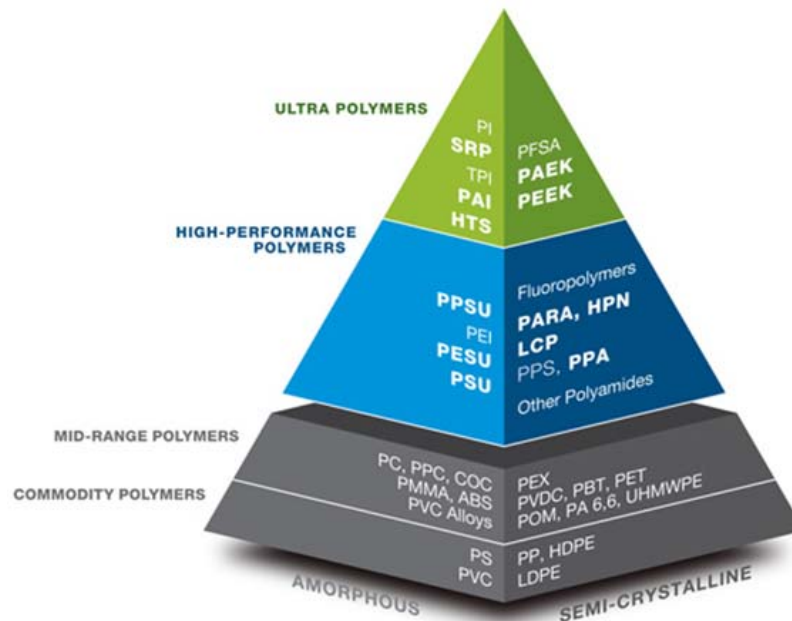 ULTRA POLYMERS
PI
SRP
TPI
PAI
HTS
PFSA
PAEK
PEEK
HIGH-PERFORMANCE
POLYMERS
PPSU
PEI
PESU
PSU
Fluoropolymers
PARA, HPN
LCP
PPS, PPA
Other Polyamides
MID-RANGE POLYMERS
PC, PPC, COC
PMMA, ABS
PVC Alloys
PEX
PVDC, PBT, PET
POM, PA 6,6, UHMWPE
COMMODITY POLYMERS
PS
PVC
PP, HDPE
LDPE
AMORPHOUS
SEMI-CRYSTALLINE